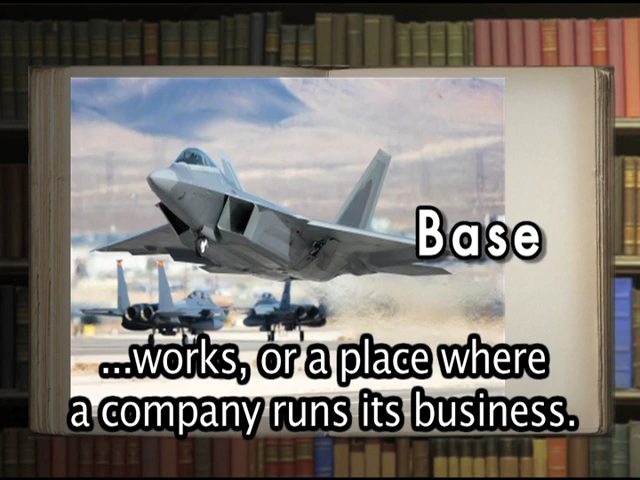 Base
...works, or a place where
a company runs its business.